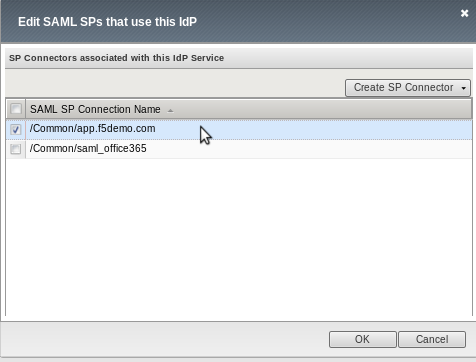 Edit SAML SPs that use this IdP
SP Connectors associated with this IdP Service
Create SP Connector
SAML SP Connection Name
/Common/app.f5demo.com
/Common/saml_office365
OK Cancel